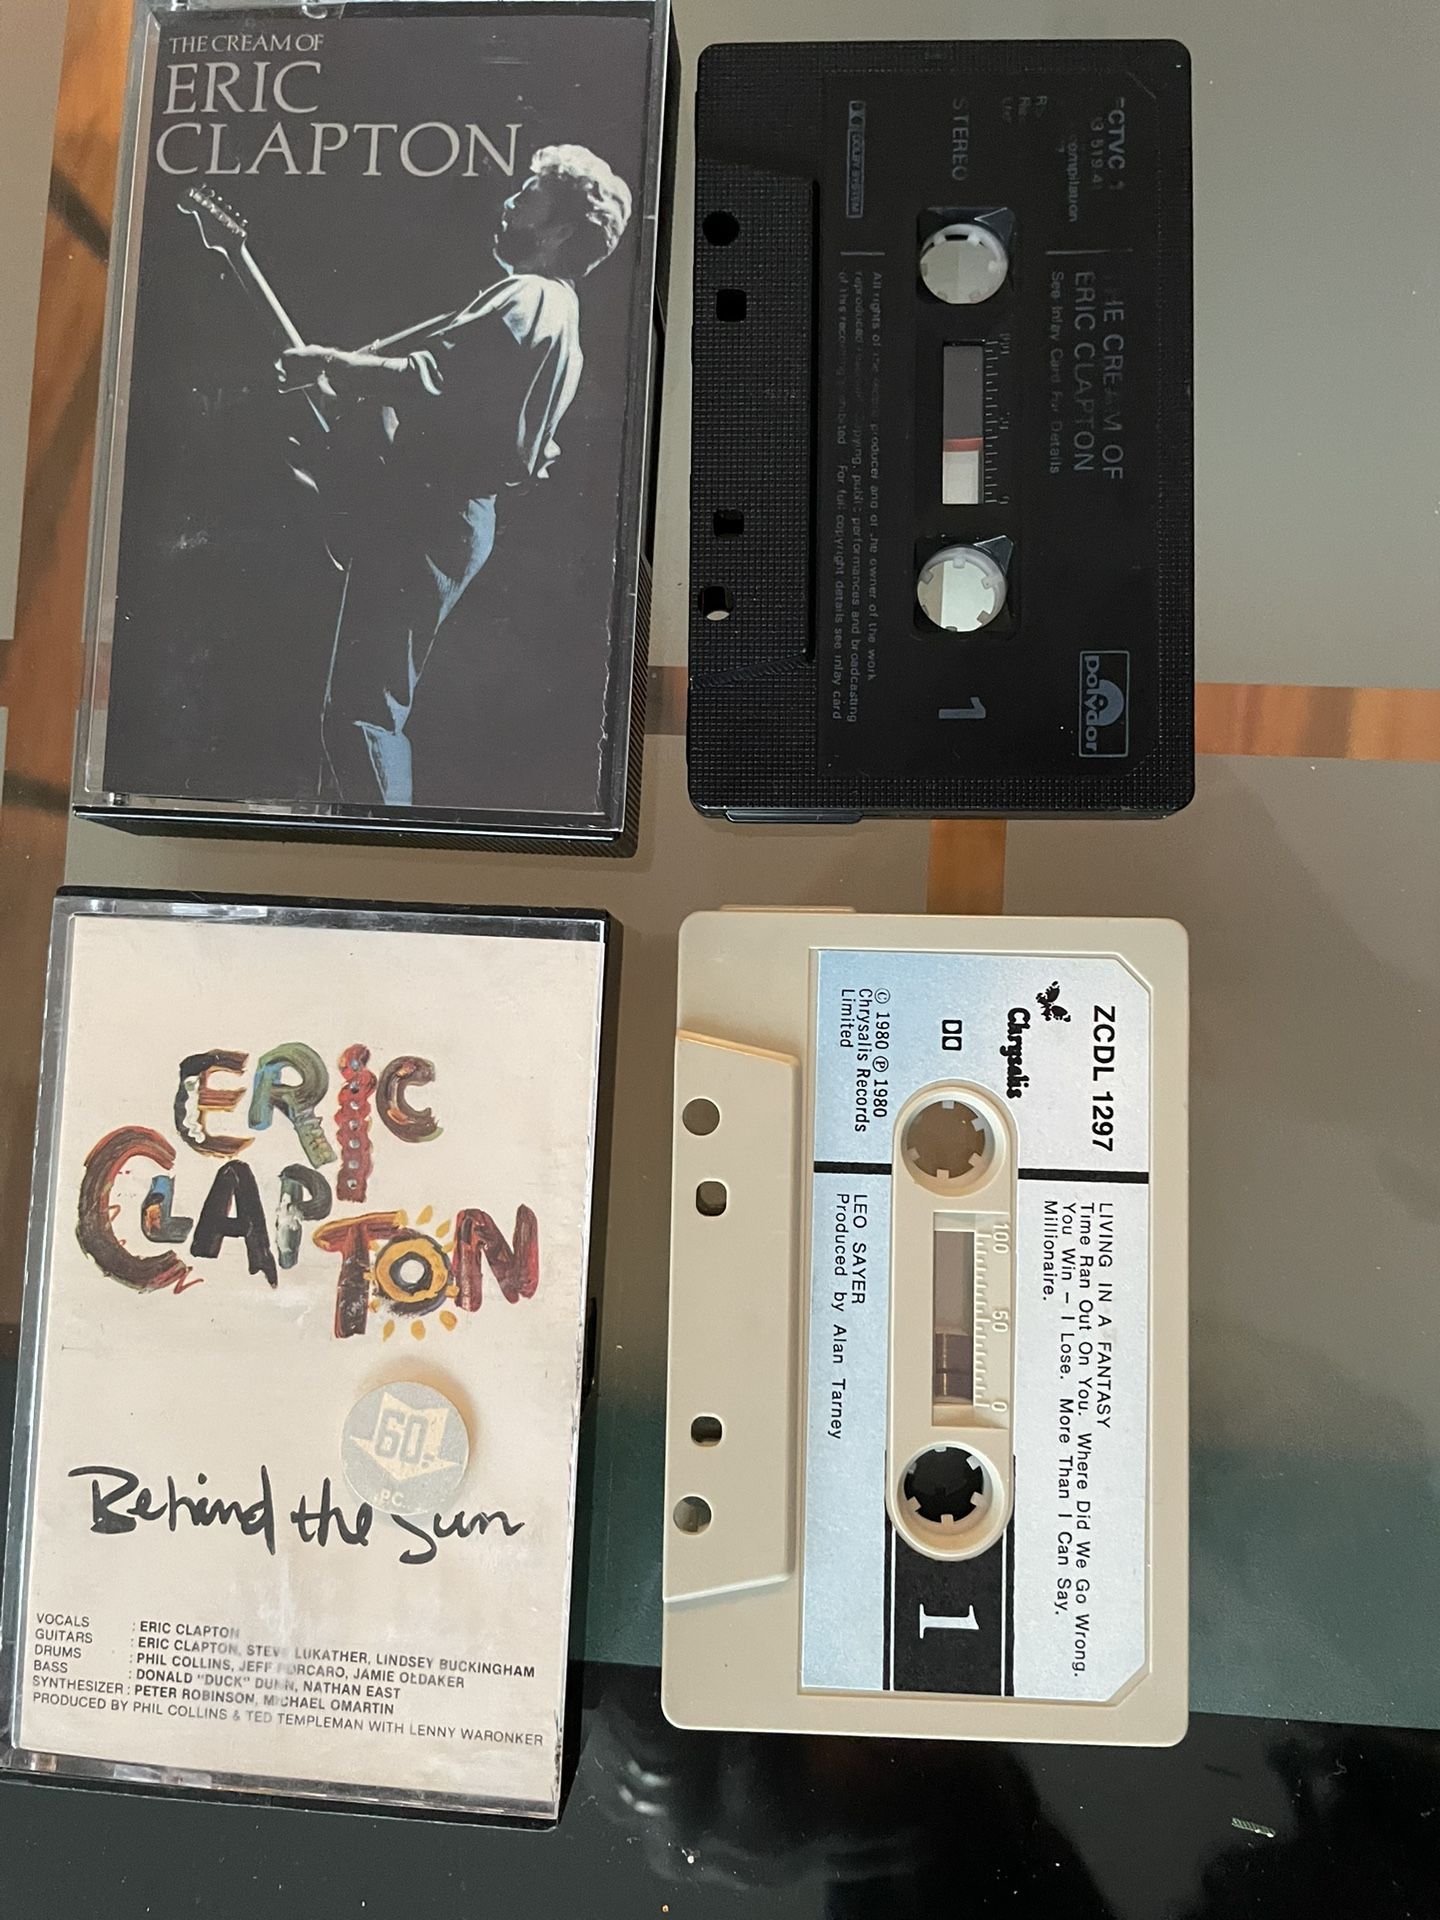 THE CREAM OF
ERIC
CLAPTON
STEREO
DOLBY SYSTEM
THE CREAM OF
ERIC CLAPTON
See Inlay Card For Details
All rights of the producer and of the owner of the work
reproduced copying, public performances and broadcasting
of this recording prohibited. For full copyright details see inlay card
polydor
1
ERIC
CLAPTON
60!
P.C.
Behind the Sun
VOCALS : ERIC CLAPTON
GUITARS : ERIC CLAPTON, STEVE LUKATHER, LINDSEY BUCKINGHAM
DRUMS : PHIL COLLINS, JEFF PORCARO, JAMIE OLDAKER
BASS : DONALD "DUCK" DUNN, NATHAN EAST
SYNTHESIZER : PETER ROBINSON, MICHAEL OMARTIN
PRODUCED BY PHIL COLLINS & TED TEMPLEMAN WITH LENNY WARONKER
ZCDL 1297
Chrysalis
© 1980 ℗ 1980
Chrysalis Records
Limited
LIVING IN A FANTASY
Time Ran Out On You. Where Did We Go Wrong.
You Win – I Lose. More Than I Can Say.
Millionaire.
100 50 0
LEO SAYER
Produced by Alan Tarney
1